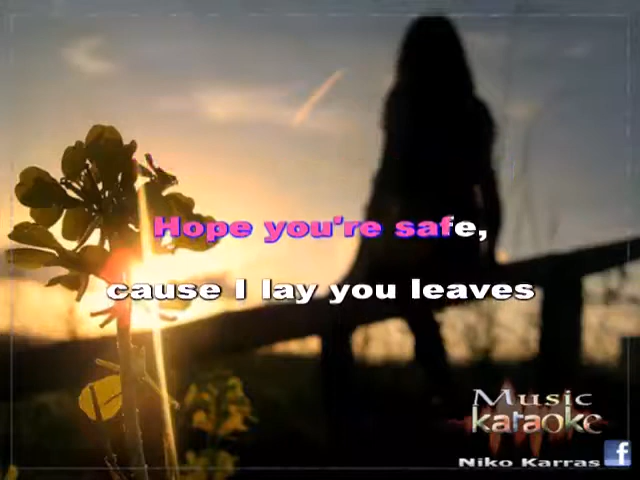 Hope you're safe,
cause I lay you leaves
Music
karaoke
Niko Karras f